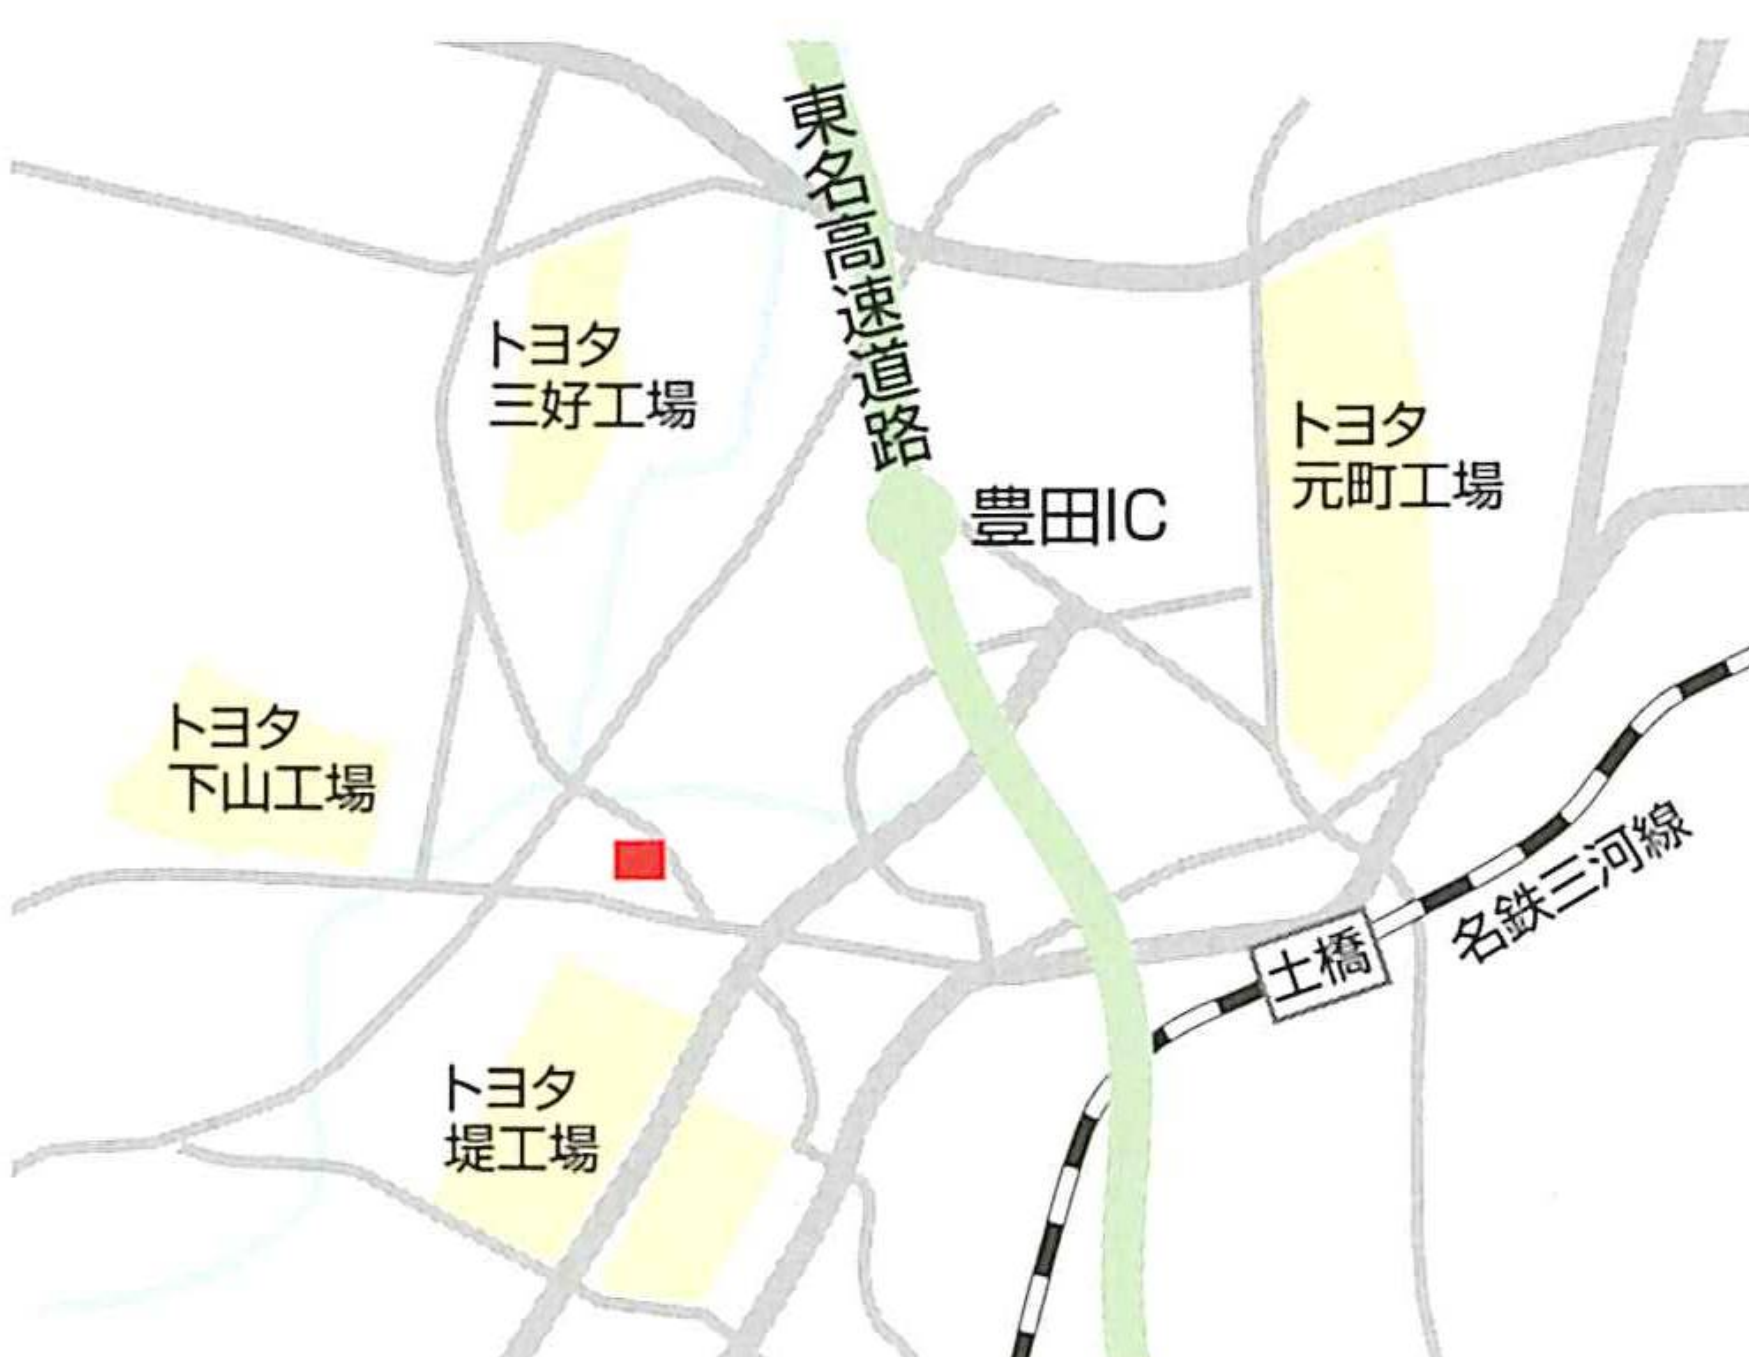 東名高速道路
トヨタ
三好工場
トヨタ
元町工場
豊田IC
トヨタ
下山工場
名鉄三河線
土橋
トヨタ
堤工場